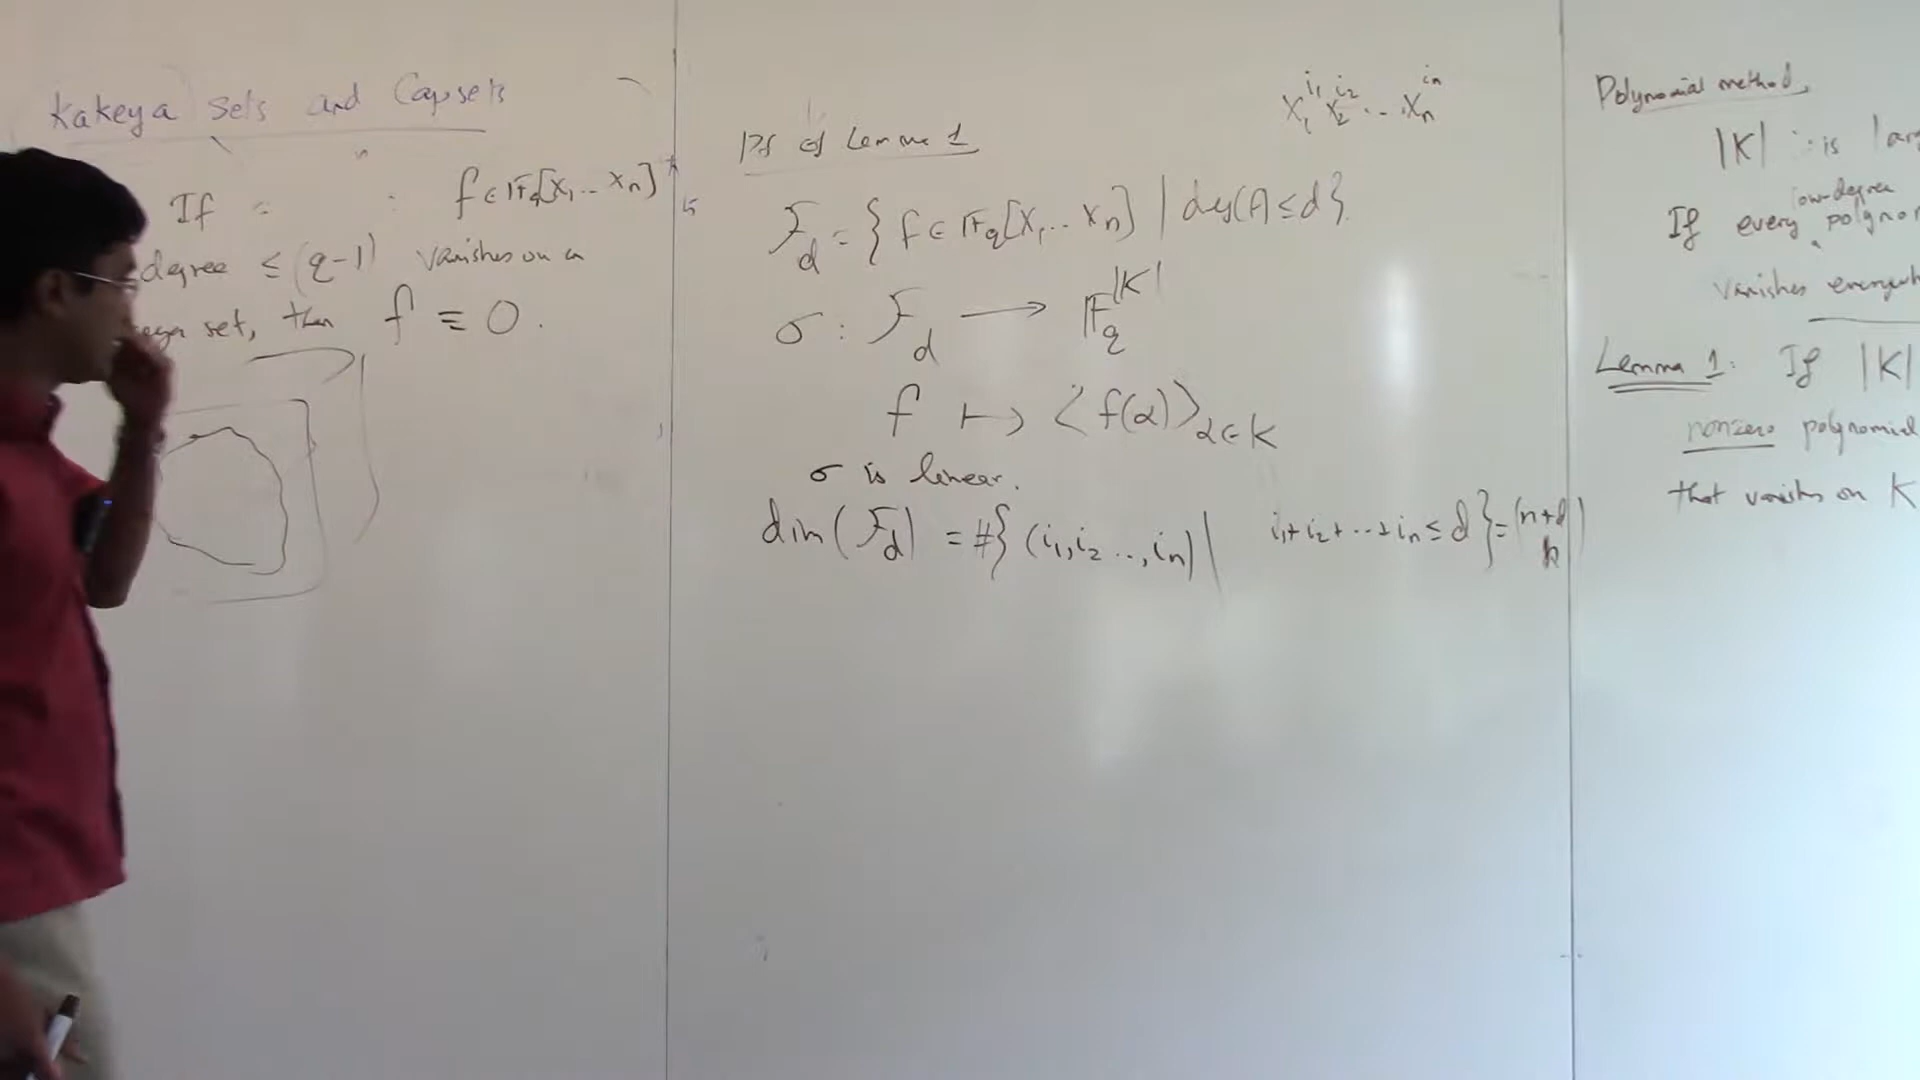 Kakeya Sets and Capsets
If : f ∈ F_q[x_1 ... x_n]
degree ≤ (q-1) vanishes on a
set, then f ≡ 0.
Pf of Lemma 1
x_1^{i_1} x_2^{i_2} ... x_n^{i_n}
F_d = { f ∈ F_q[x_1 ... x_n] | deg(f) ≤ d }.
σ : F_d → F_q^{|K|}
f ↦ ⟨f(α)⟩_{α∈K}
σ is linear.
dim(F_d) = #{ (i_1, i_2 ..., i_n) | i_1 + i_2 + ... + i_n ≤ d } =
Polynomial method.
|K| is
low-degree
If every
vanishes
Lemma 1: If |K|
nonzero polynomial
that vanishes on K